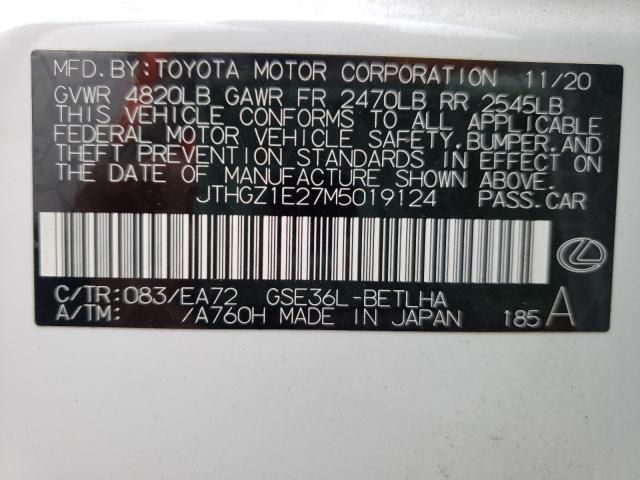 MFD.BY:TOYOTA MOTOR CORPORATION 11/20
GVWR 4820LB GAWR FR 2470LB RR 2545LB
THIS VEHICLE CONFORMS TO ALL APPLICABLE
FEDERAL MOTOR VEHICLE SAFETY,BUMPER,AND
THEFT PREVENTION STANDARDS IN EFFECT ON
THE DATE OF MANUFACTURE SHOWN ABOVE.
JTHGZ1E27M5019124 PASS.CAR
C/TR:083/EA72 GSE36L-BETLHA
A/TM: /A760H MADE IN JAPAN 185 A